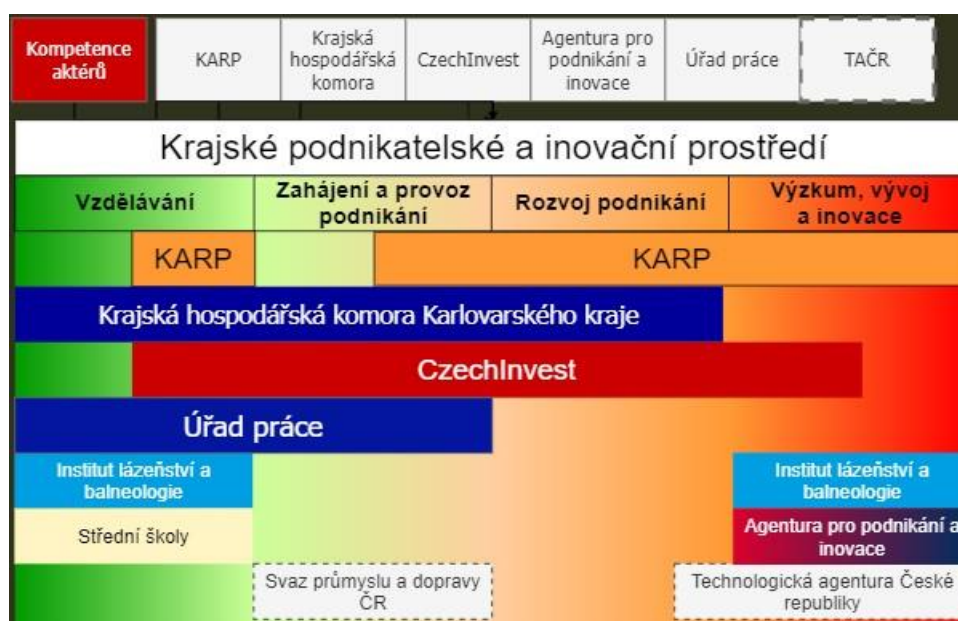 Kompetence
aktérů
KARP
Krajská
hospodářská
komora
CzechInvest
Agentura pro
podnikání a
inovace
Úřad práce
TAČR
Krajské podnikatelské a inovační prostředí
Vzdělávání
Zahájení a provoz
podnikání
Rozvoj podnikání
Výzkum, vývoj
a inovace
KARP
KARP
Krajská hospodářská komora Karlovarského kraje
CzechInvest
Úřad práce
Institut lázeňství a
balneologie
Institut lázeňství a
balneologie
Střední školy
Agentura pro podnikání a
inovace
Svaz průmyslu a dopravy
ČR
Technologická agentura České
republiky